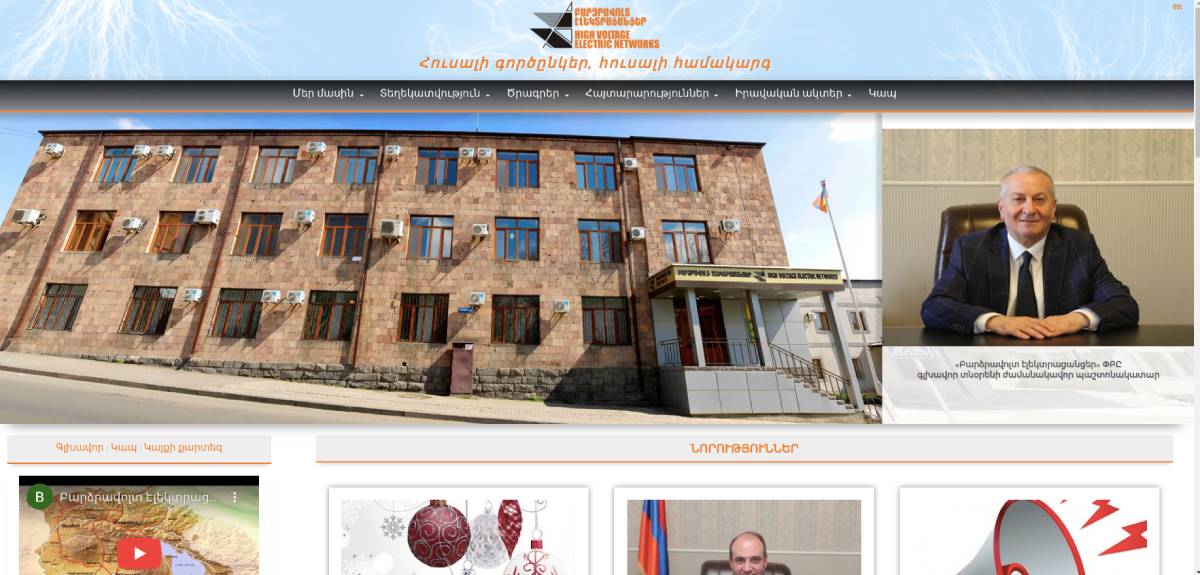 en
ԲԱՐՁՐԱՎՈԼՏ
ԷԼԵԿՏՐԱՑԱՆՑԵՐ
HIGH VOLTAGE
ELECTRIC NETWORKS
Հուսալի գործընկեր, հուսալի համակարգ
Մեր մասին Տեղեկատվություն Ծրագրեր Հայտարարություններ Իրավական ակտեր Կապ
ԲԱՐՁՐԱՎՈԼՏ ԷԼԵԿՏՐԱՑԱՆՑԵՐ HIGH VOLTAGE ELECTRIC NETWORKS
«Բարձրավոլտ էլեկտրացանցեր» ՓԲԸ
գլխավոր տնօրենի ժամանակավոր պաշտոնակատար
Գլխավոր | Կապ | Կայքի քարտեզ
ՆՈՐՈՒԹՅՈՒՆՆԵՐ
B Բարձրավոլտ Էլեկտրաց...